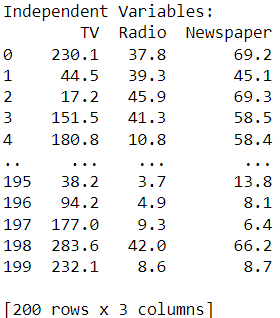 Independent Variables:
TV Radio Newspaper
0 230.1 37.8 69.2
1 44.5 39.3 45.1
2 17.2 45.9 69.3
3 151.5 41.3 58.5
4 180.8 10.8 58.4
.. ... ... ...
195 38.2 3.7 13.8
196 94.2 4.9 8.1
197 177.0 9.3 6.4
198 283.6 42.0 66.2
199 232.1 8.6 8.7
[200 rows x 3 columns]